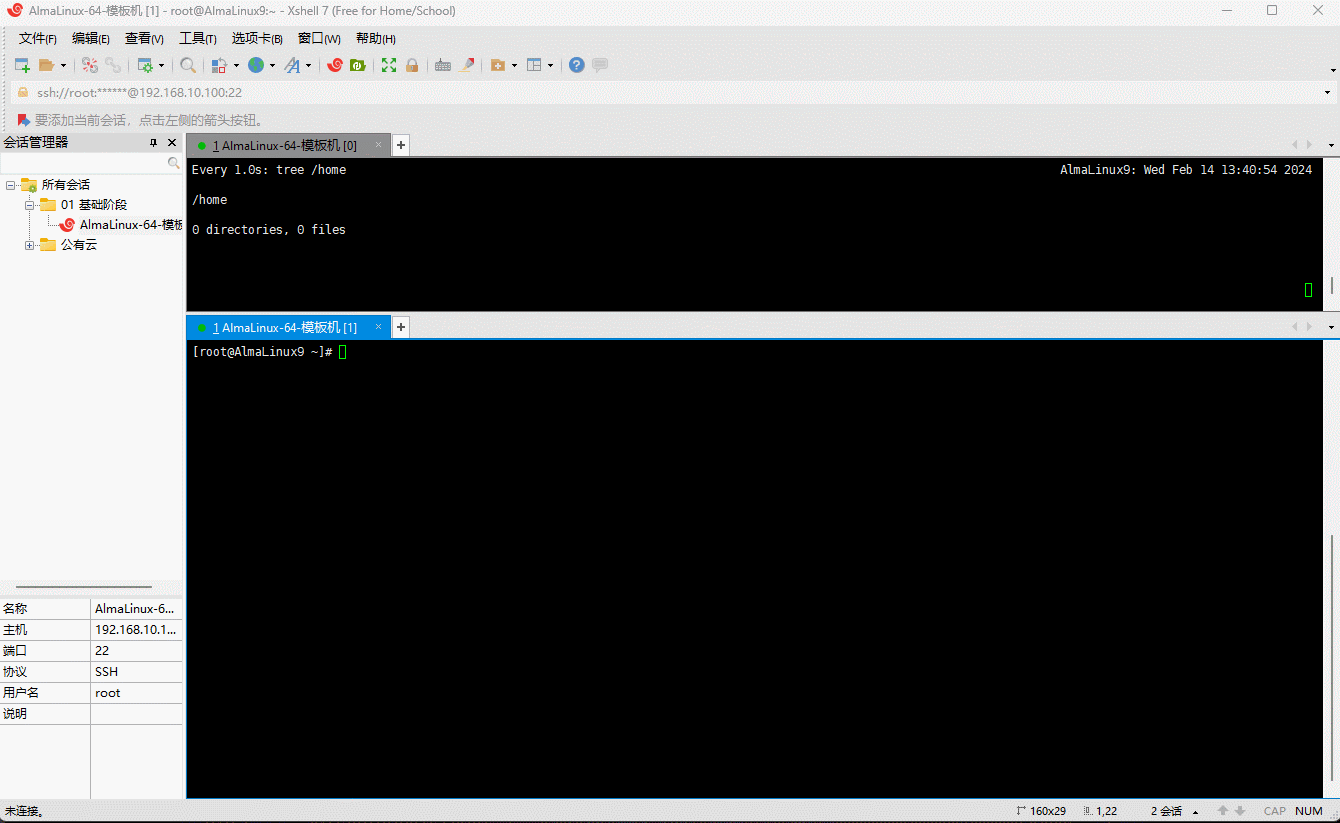 AlmaLinux-64-模板机 [1] - root@AlmaLinux9:~ - Xshell 7 (Free for Home/School)
文件(F) 编辑(E) 查看(V) 工具(T) 选项卡(B) 窗口(W) 帮助(H)
ssh://root:******@192.168.10.100:22
要添加当前会话，点击左侧的箭头按钮。
会话管理器
所有会话
01 基础阶段
AlmaLinux-64-模板
公有云
1 AlmaLinux-64-模板机 [0]
Every 1.0s: tree /home AlmaLinux9: Wed Feb 14 13:40:54 2024
/home
0 directories, 0 files
1 AlmaLinux-64-模板机 [1]
[root@AlmaLinux9 ~]#
名称 AlmaLinux-6...
主机 192.168.10.1...
端口 22
协议 SSH
用户名 root
说明
未连接。 160x29 1,22 2 会话 CAP NUM